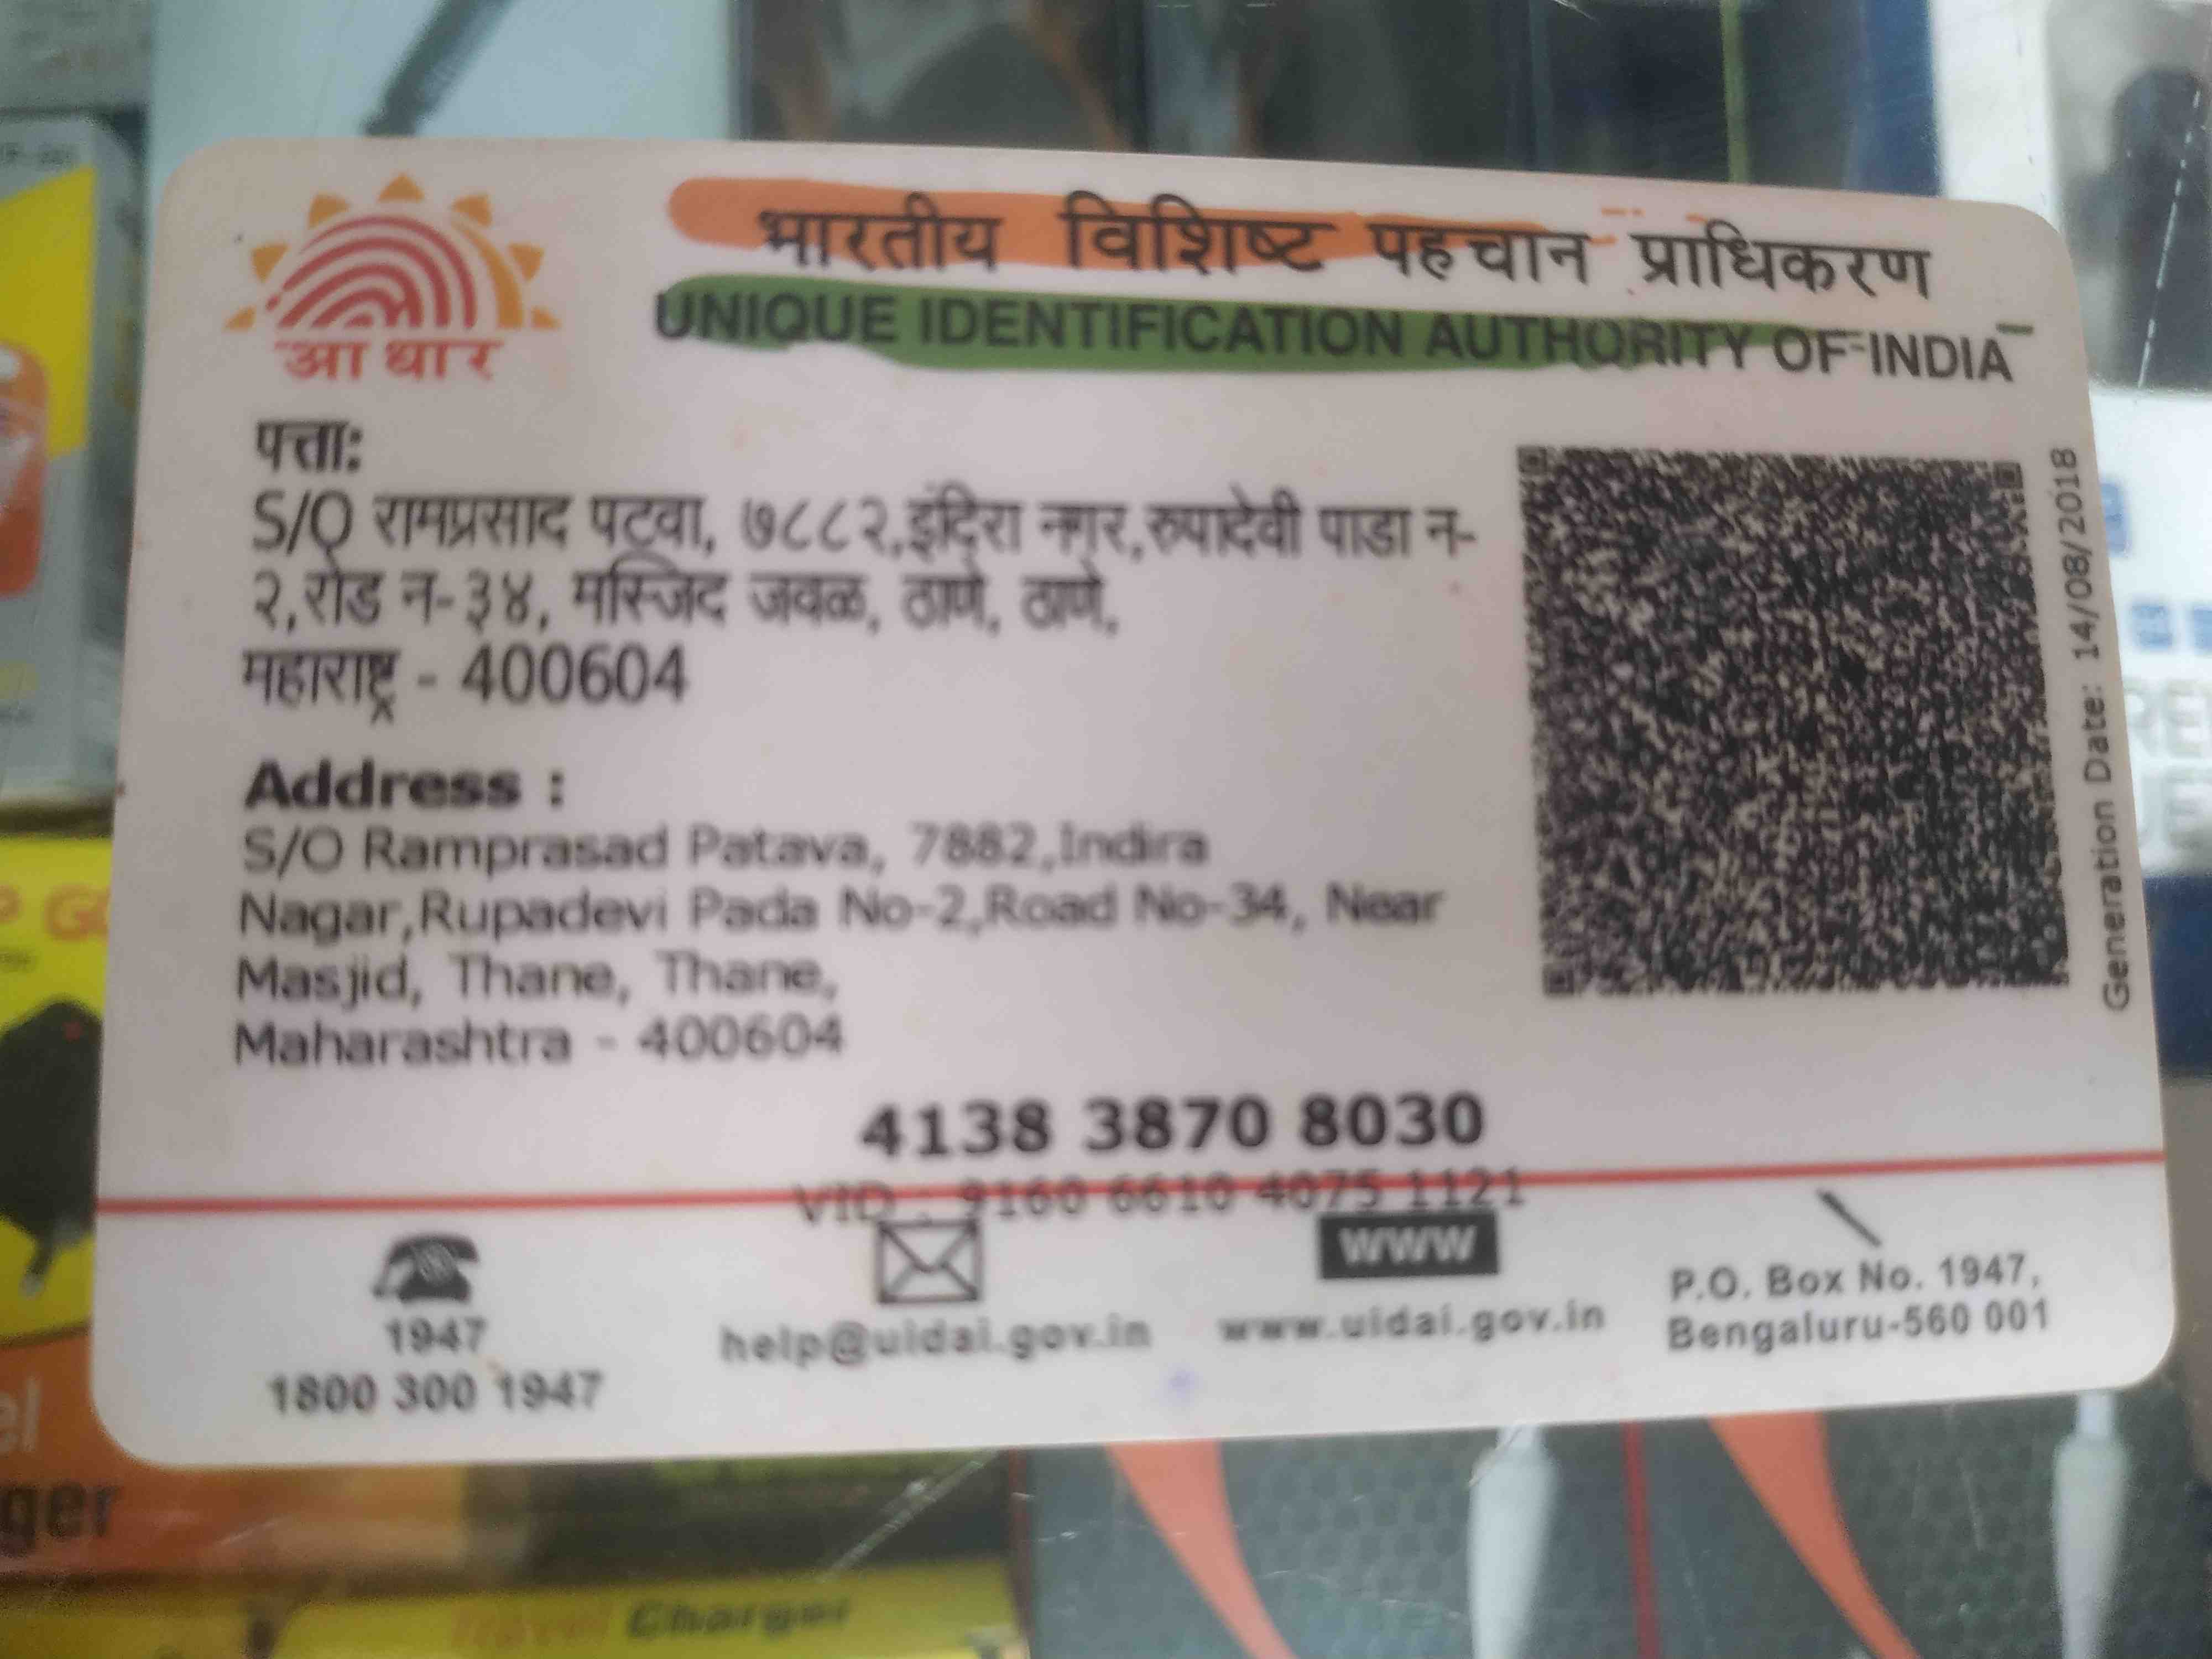 आधार
भारतीय विशिष्ट पहचान प्राधिकरण
UNIQUE IDENTIFICATION AUTHORITY OF INDIA
पत्ता:
S/O रामप्रसाद पटवा, ७८८२,इंदिरा नगर,रुपादेवी पाडा न-
२,रोड न-३४, मस्जिद जवळ, ठाणे, ठाणे,
महाराष्ट्र - 400604
Address :
S/O Ramprasad Patava, 7882,Indira
Nagar,Rupadevi Pada No-2,Road No-34, Near
Masjid, Thane, Thane,
Maharashtra - 400604
Generation Date: 14/08/2018
4138 3870 8030
VID : 9160 6610 4075 1121
1947
1800 300 1947
help@uidai.gov.in
www
www.uidai.gov.in
P.O. Box No. 1947,
Bengaluru-560 001
Travel Charger